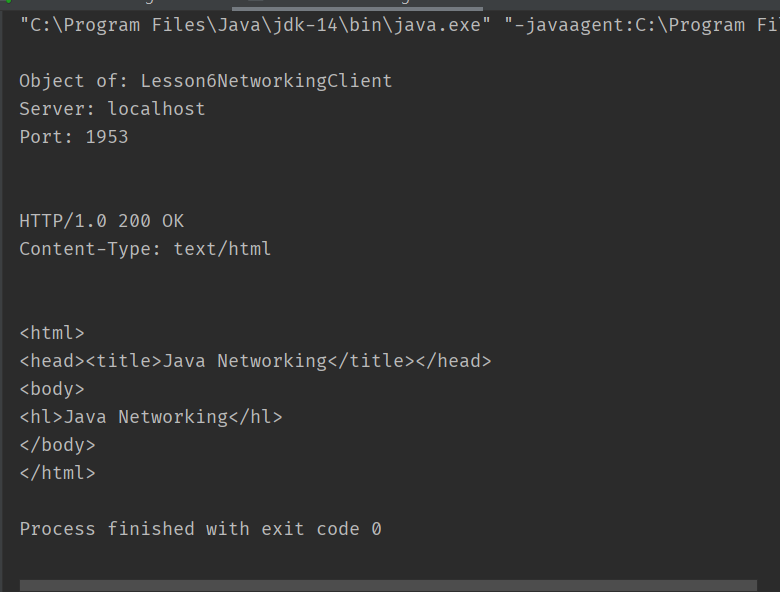 "C:\Program Files\Java\jdk-14\bin\java.exe" "-javaagent:C:\Program
Object of: Lesson6NetworkingClient
Server: localhost
Port: 1953
HTTP/1.0 200 OK
Content-Type: text/html
<html>
<head><title>Java Networking</title></head>
<body>
<hl>Java Networking</hl>
</body>
</html>
Process finished with exit code 0